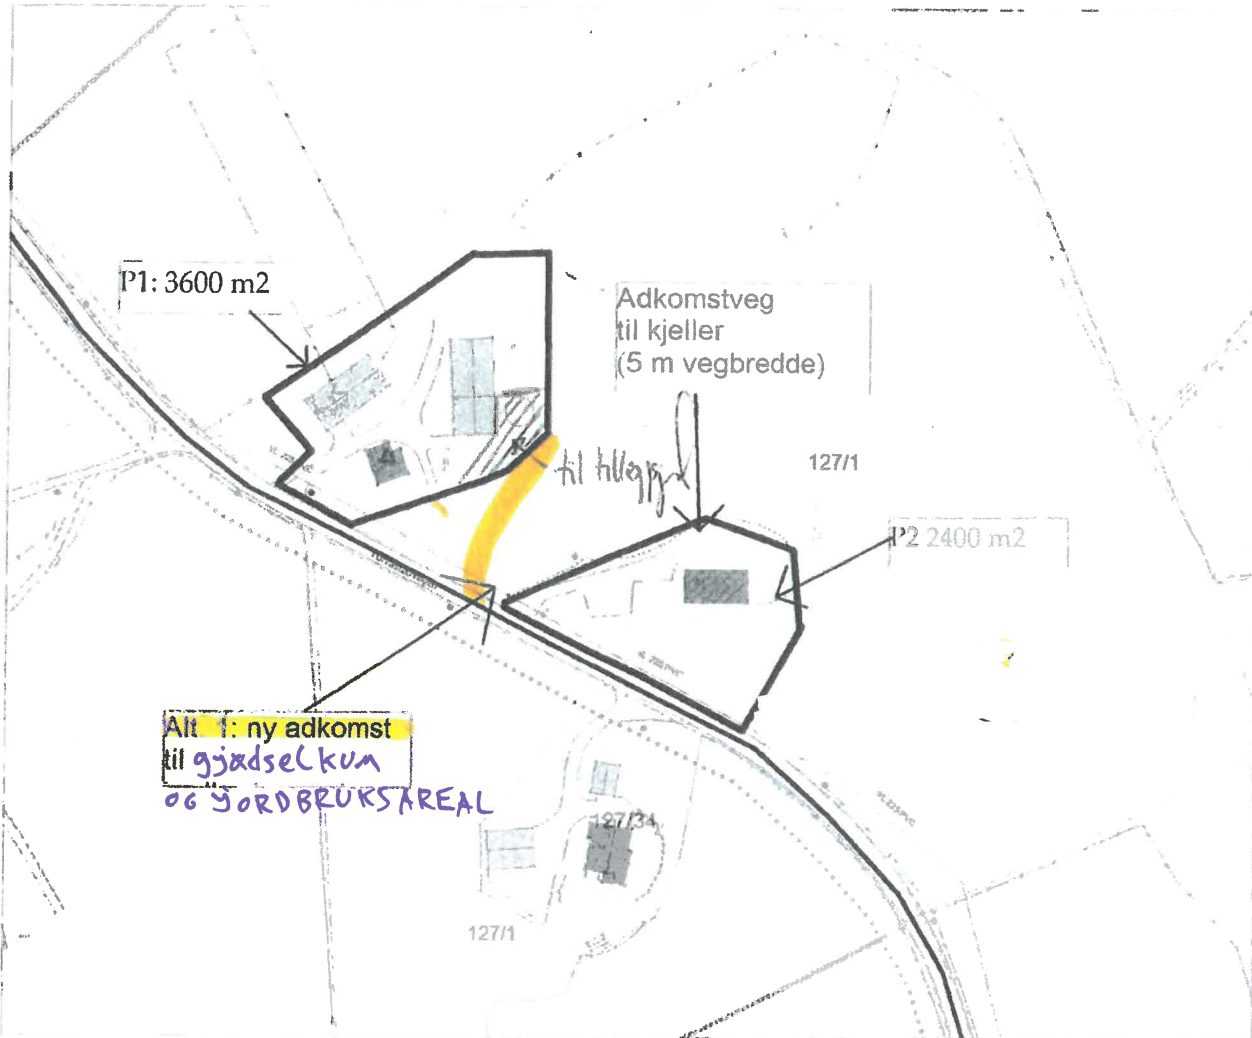 P1: 3600 m2
Adkomstveg
til kjeller
(5 m vegbredde)
127/1
til
P2 2400 m2
Alt 1: ny adkomst
til gjødselkum
OG JORDBRUKSAREAL
127/34
127/1